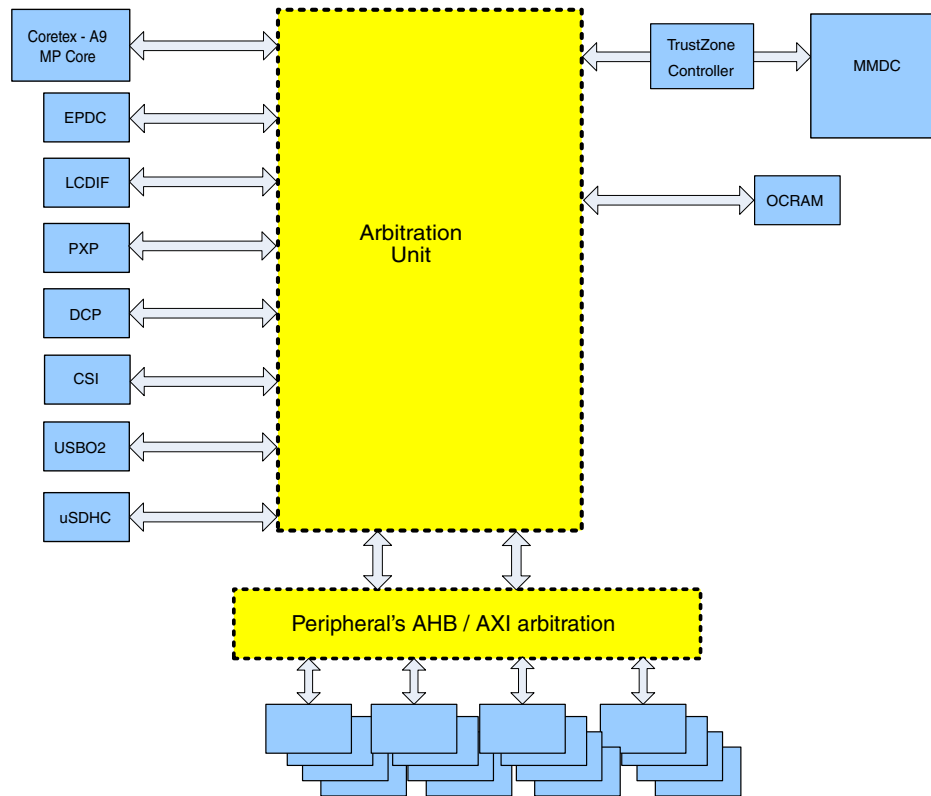 Coretex - A9
MP Core
EPDC
LCDIF
PXP
DCP
CSI
USBO2
uSDHC
Arbitration
Unit
TrustZone
Controller
MMDC
OCRAM
Peripheral's AHB / AXI arbitration